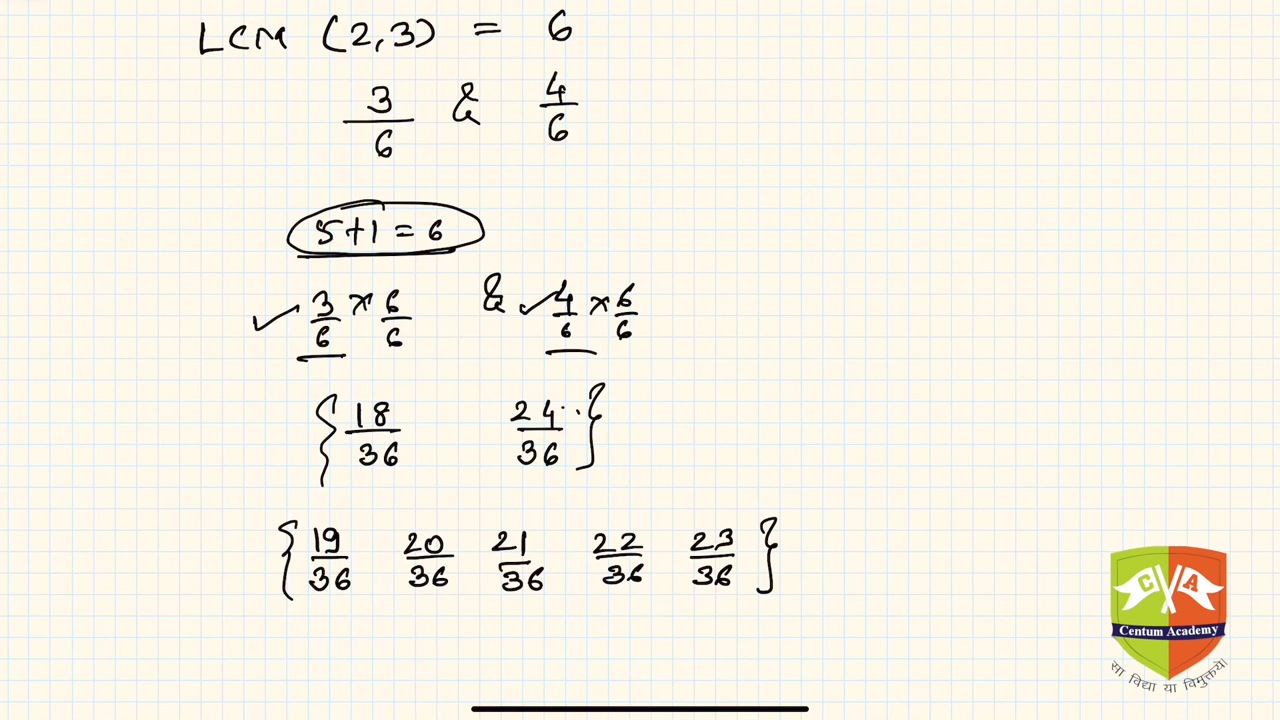 LCM (2,3) = 6
3/6 & 4/6
5+1 = 6
3/6 × 6/6 & 4/6 × 6/6
{ 18/36 24/36 }
{ 19/36 20/36 21/36 22/36 23/36 }
C A
Centum Academy
सा विद्या या विमुक्तये।